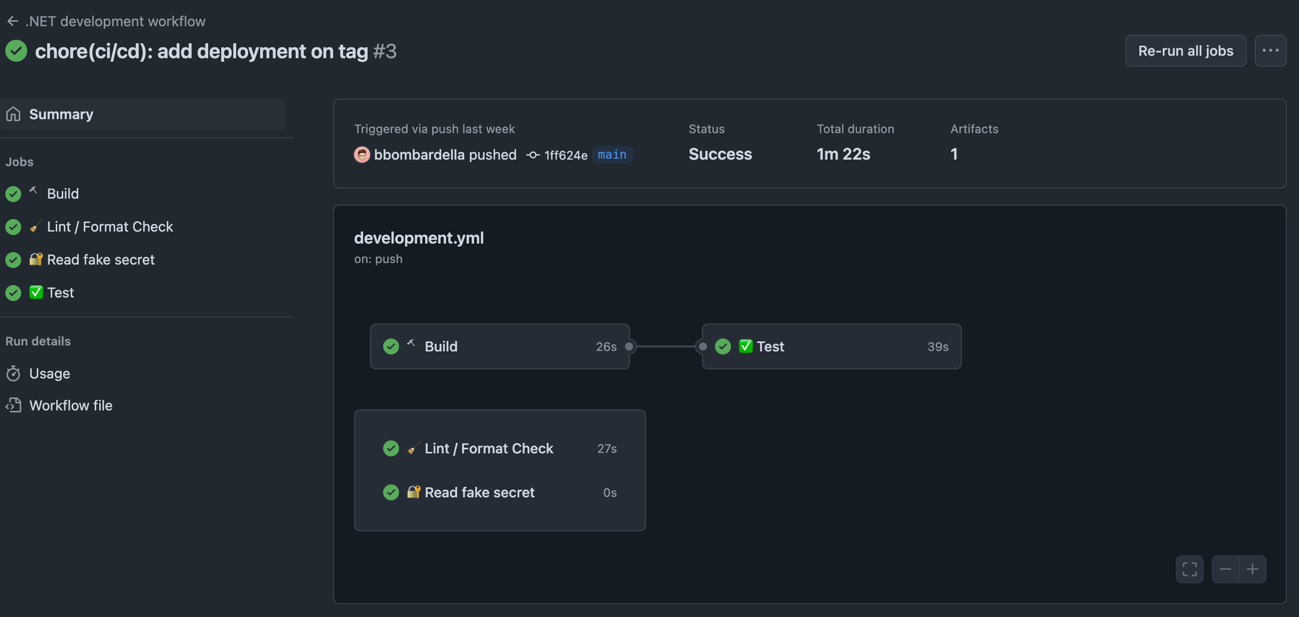 ← .NET development workflow
chore(ci/cd): add deployment on tag #3
Re-run all jobs
Summary
Jobs
Build
Lint / Format Check
Read fake secret
Test
Run details
Usage
Workflow file
Triggered via push last week
bbombardella pushed 1ff624e main
Status
Success
Total duration
1m 22s
Artifacts
1
development.yml
on: push
Build 26s
Test 39s
Lint / Format Check 27s
Read fake secret 0s